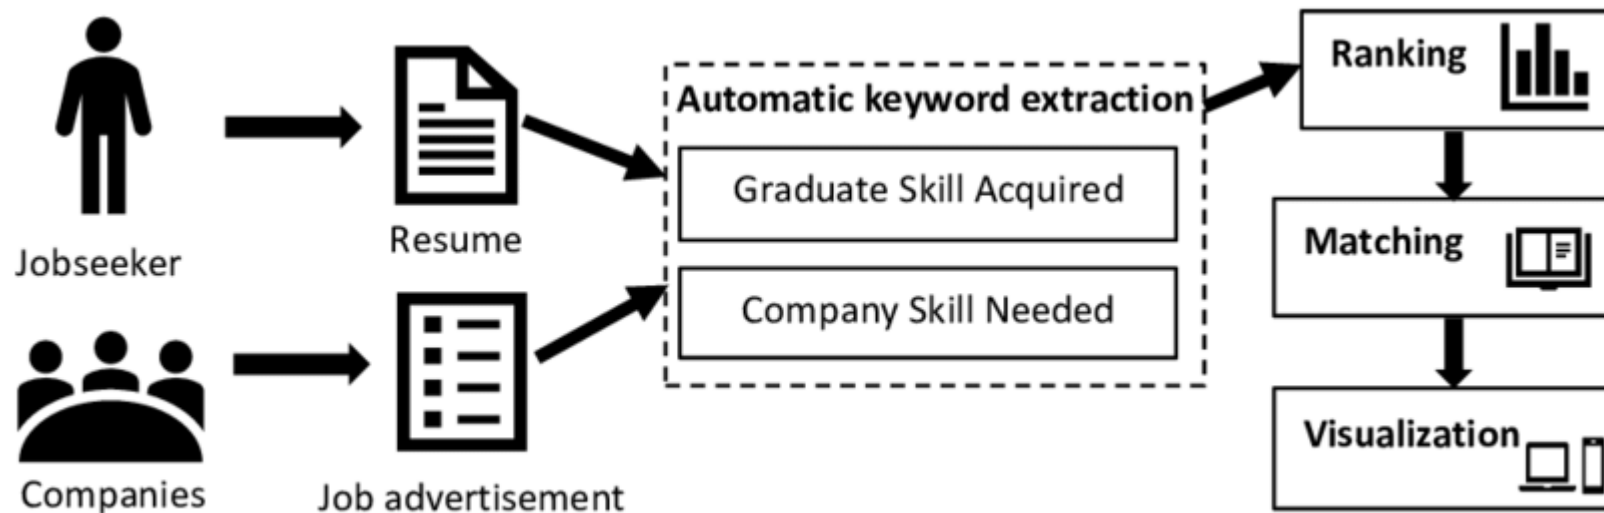 Jobseeker
Resume
Companies
Job advertisement
Automatic keyword extraction
Graduate Skill Acquired
Company Skill Needed
Ranking
Matching
Visualization